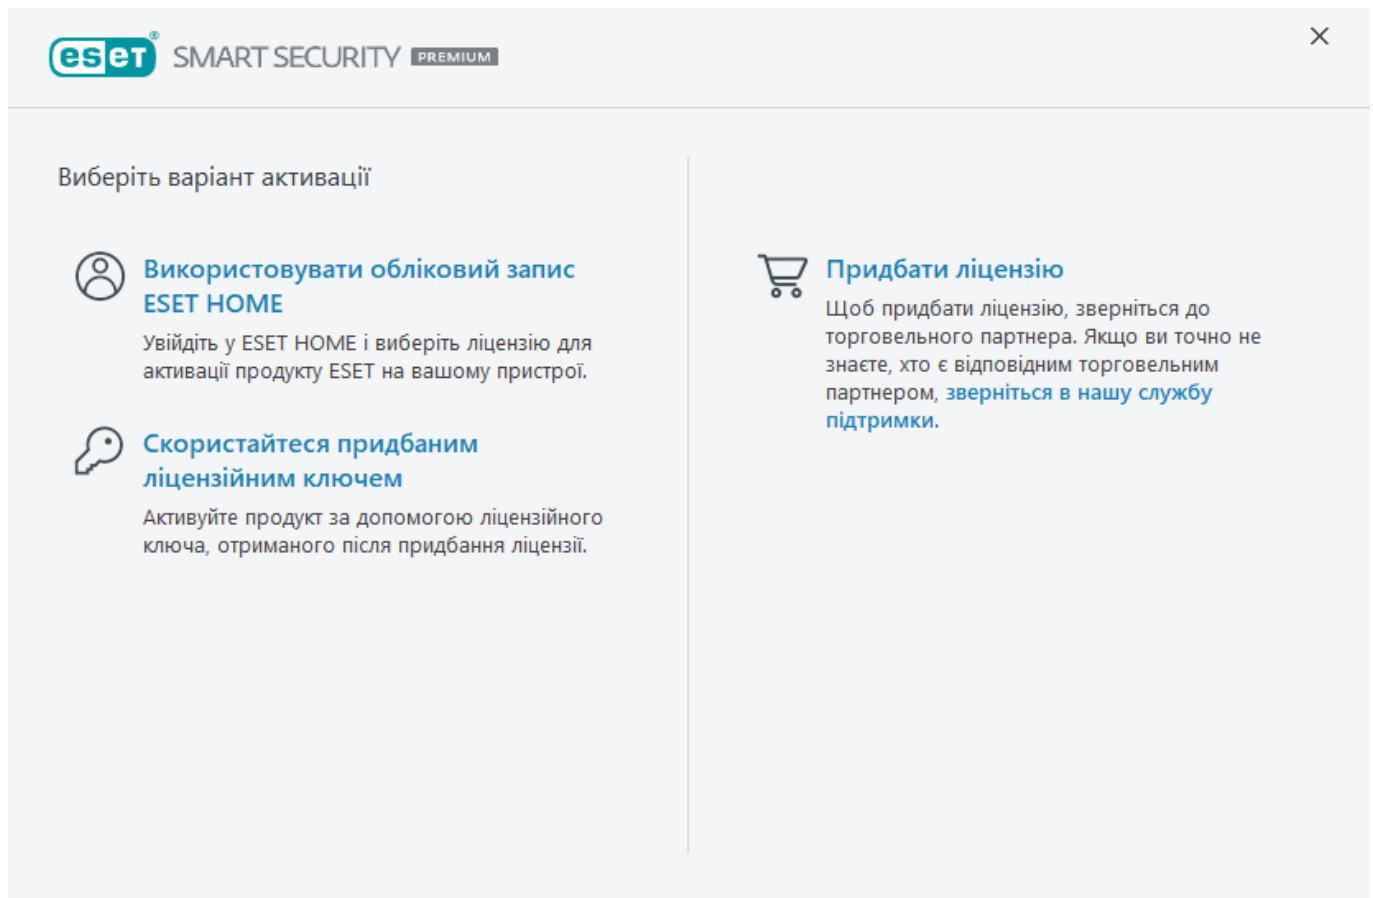 eset® SMART SECURITY PREMIUM
Виберіть варіант активації
Використовувати обліковий запис
ESET HOME
Увійдіть у ESET HOME і виберіть ліцензію для
активації продукту ESET на вашому пристрої.
Скористайтеся придбаним
ліцензійним ключем
Активуйте продукт за допомогою ліцензійного
ключа, отриманого після придбання ліцензії.
Придбати ліцензію
Щоб придбати ліцензію, зверніться до
торговельного партнера. Якщо ви точно не
знаєте, хто є відповідним торговельним
партнером, зверніться в нашу службу
підтримки.